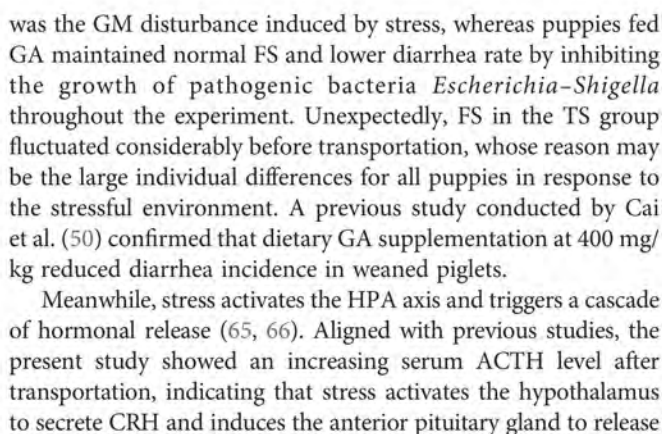 was the GM disturbance induced by stress, whereas puppies fed
GA maintained normal FS and lower diarrhea rate by inhibiting
the growth of pathogenic bacteria Escherichia–Shigella
throughout the experiment. Unexpectedly, FS in the TS group
fluctuated considerably before transportation, whose reason may
be the large individual differences for all puppies in response to
the stressful environment. A previous study conducted by Cai
et al. (50) confirmed that dietary GA supplementation at 400 mg/
kg reduced diarrhea incidence in weaned piglets.
Meanwhile, stress activates the HPA axis and triggers a cascade
of hormonal release (65, 66). Aligned with previous studies, the
present study showed an increasing serum ACTH level after
transportation, indicating that stress activates the hypothalamus
to secrete CRH and induces the anterior pituitary gland to release